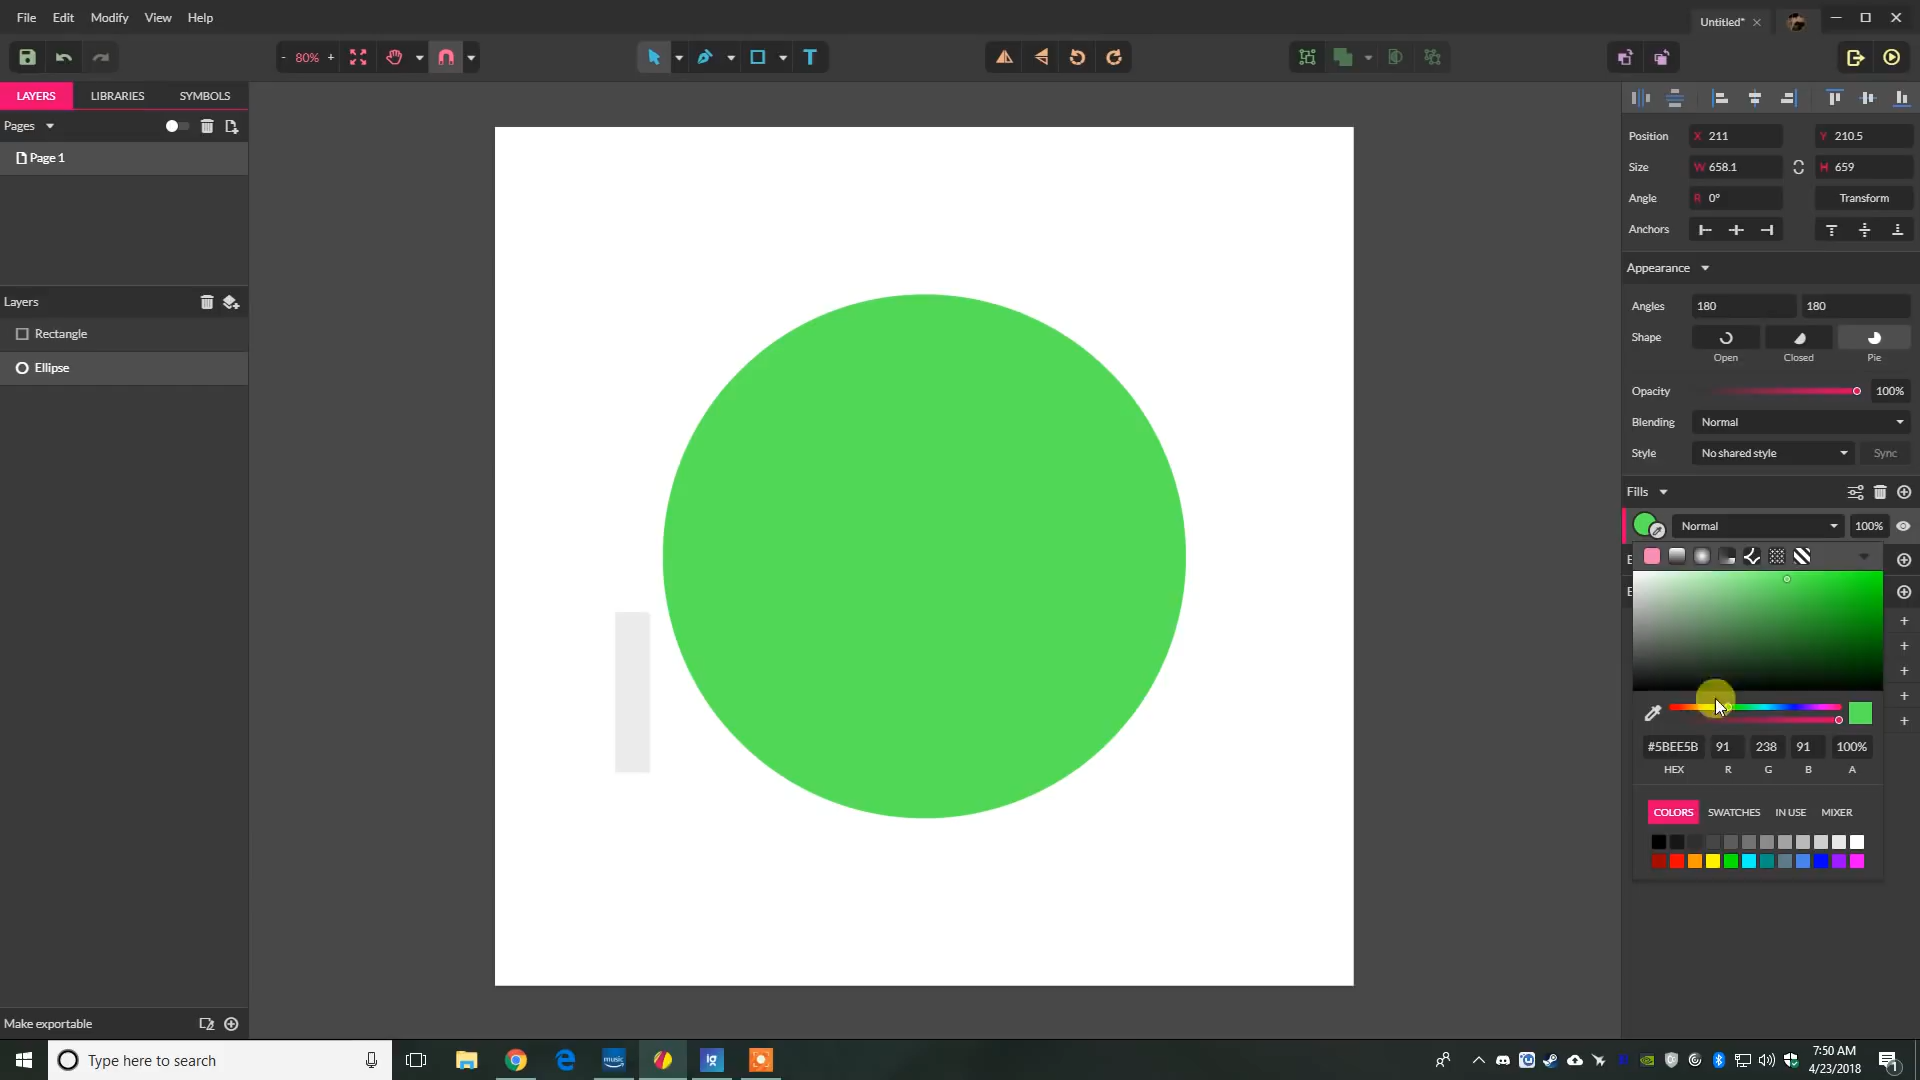 File Edit Modify View Help
Untitled*
- 80% +
LAYERS LIBRARIES SYMBOLS
Pages
Page 1
Layers
Rectangle
Ellipse
Make exportable
Position X 211 Y 210.5
Size W 658.1 H 659
Angle R 0° Transform
Anchors
Appearance
Angles 180 180
Shape
Open Closed Pie
Opacity 100%
Blending Normal
Style No shared style Sync
Fills
Normal 100%
#5BEE5B 91 238 91 100%
HEX R G B A
COLORS SWATCHES IN USE MIXER
Type here to search
music
ig
7:50 AM
4/23/2018
1